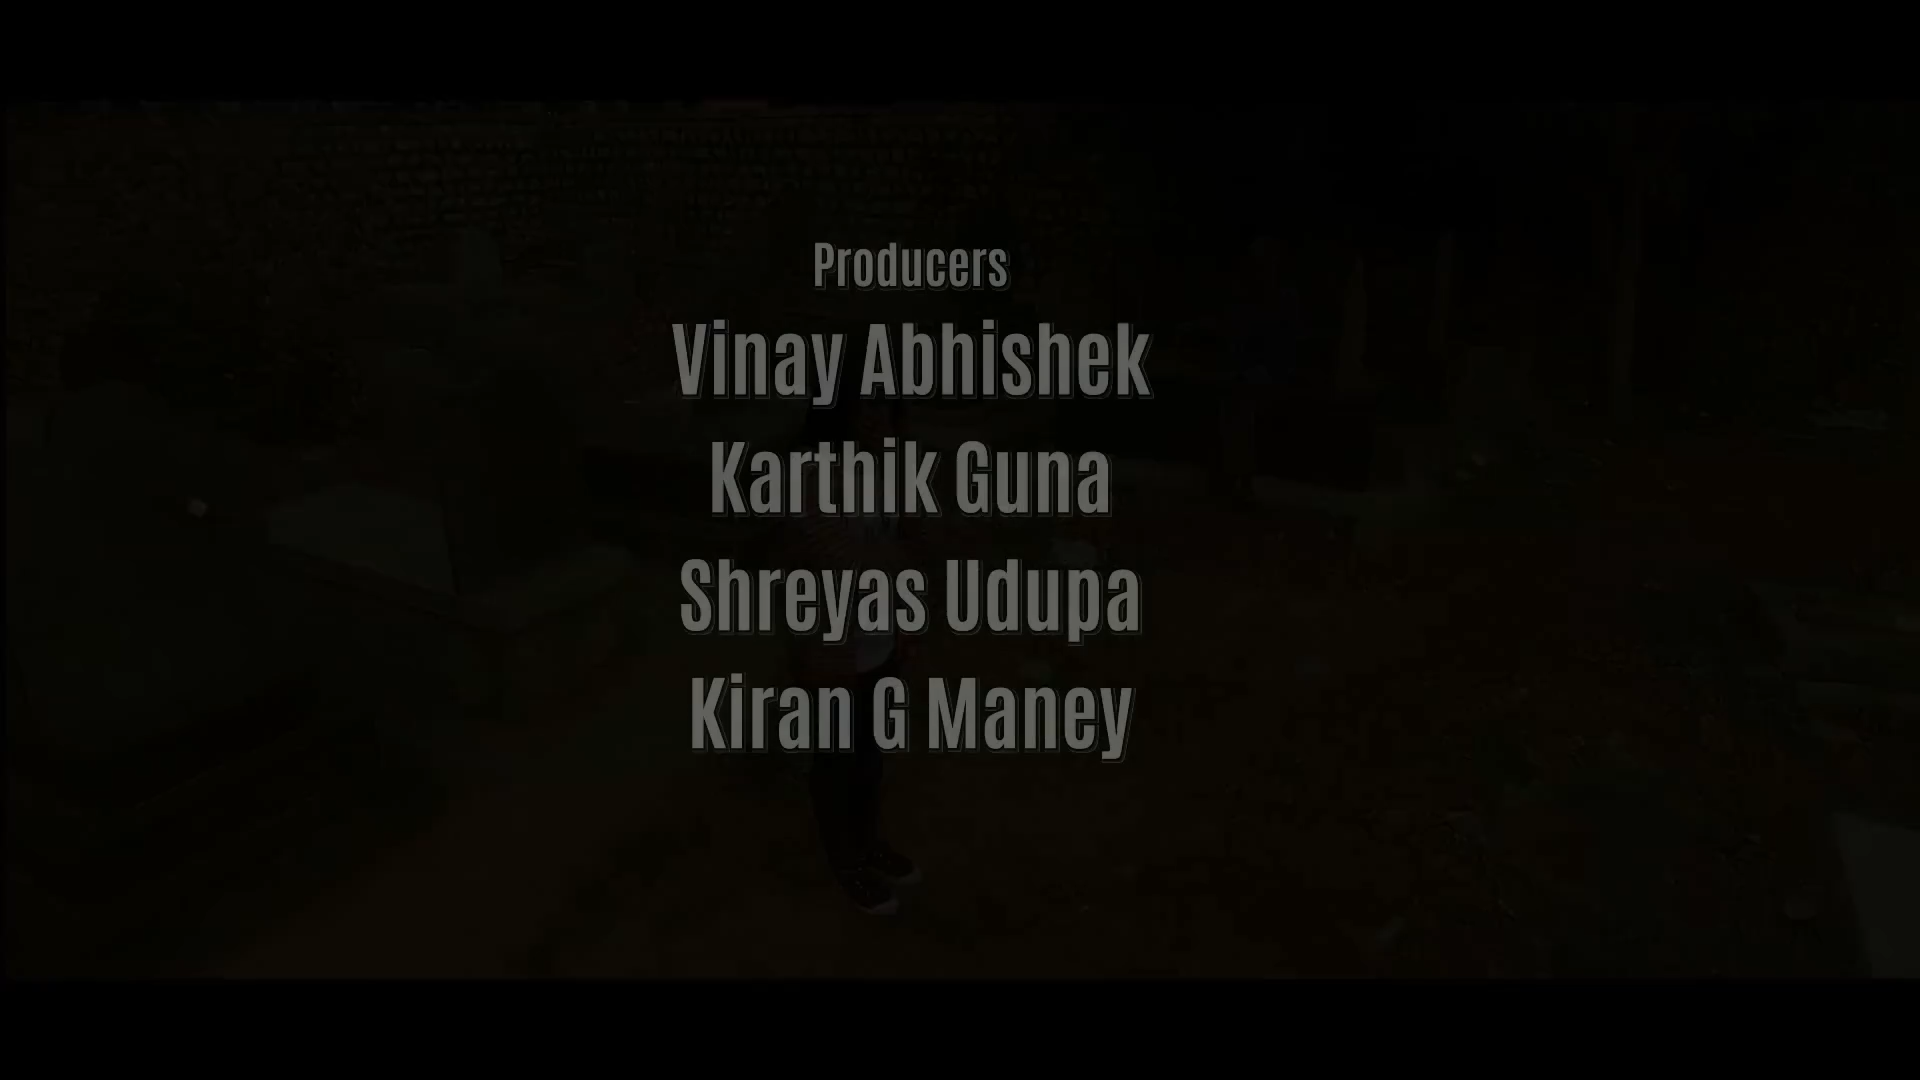 Producers
Vinay Abhishek
Karthik Guna
Shreyas Udupa
Kiran G Maney